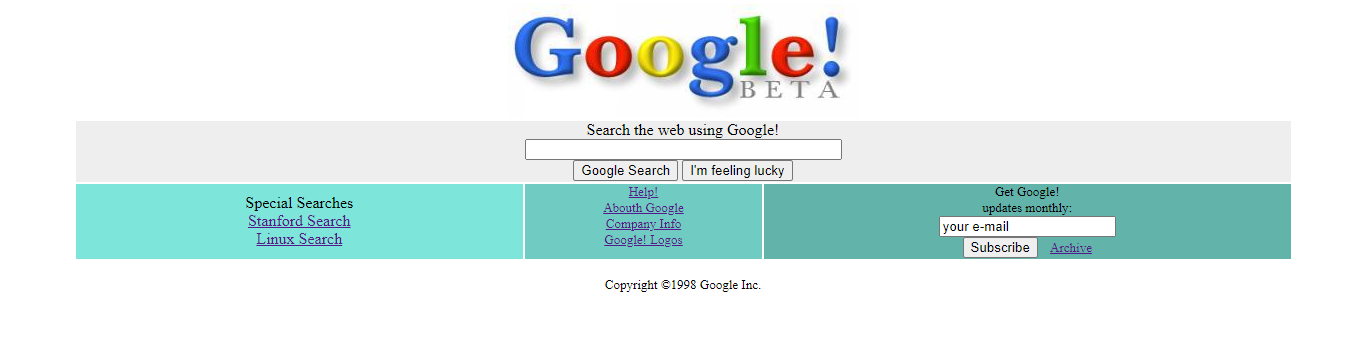 Google!
BETA
Search the web using Google!
Google Search I'm feeling lucky
Special Searches
Stanford Search
Linux Search
Help!
Abouth Google
Company Info
Google! Logos
Get Google!
updates monthly:
your e-mail
Subscribe Archive
Copyright ©1998 Google Inc.